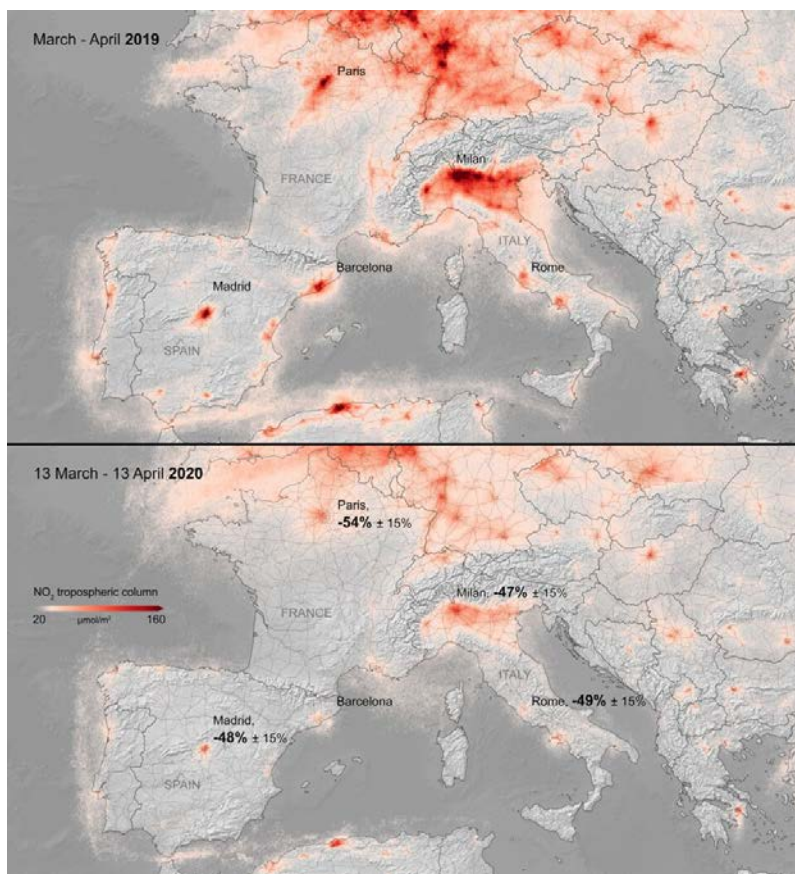 March - April 2019
Paris
FRANCE
Milan
ITALY
Barcelona
Rome
Madrid
SPAIN
13 March - 13 April 2020
Paris,
-54% ± 15%
NO₂ tropospheric column
20 µmol/m² 160
Milan, -47% ± 15%
FRANCE
ITALY
Barcelona
Rome, -49% ± 15%
Madrid,
-48% ± 15%
SPAIN